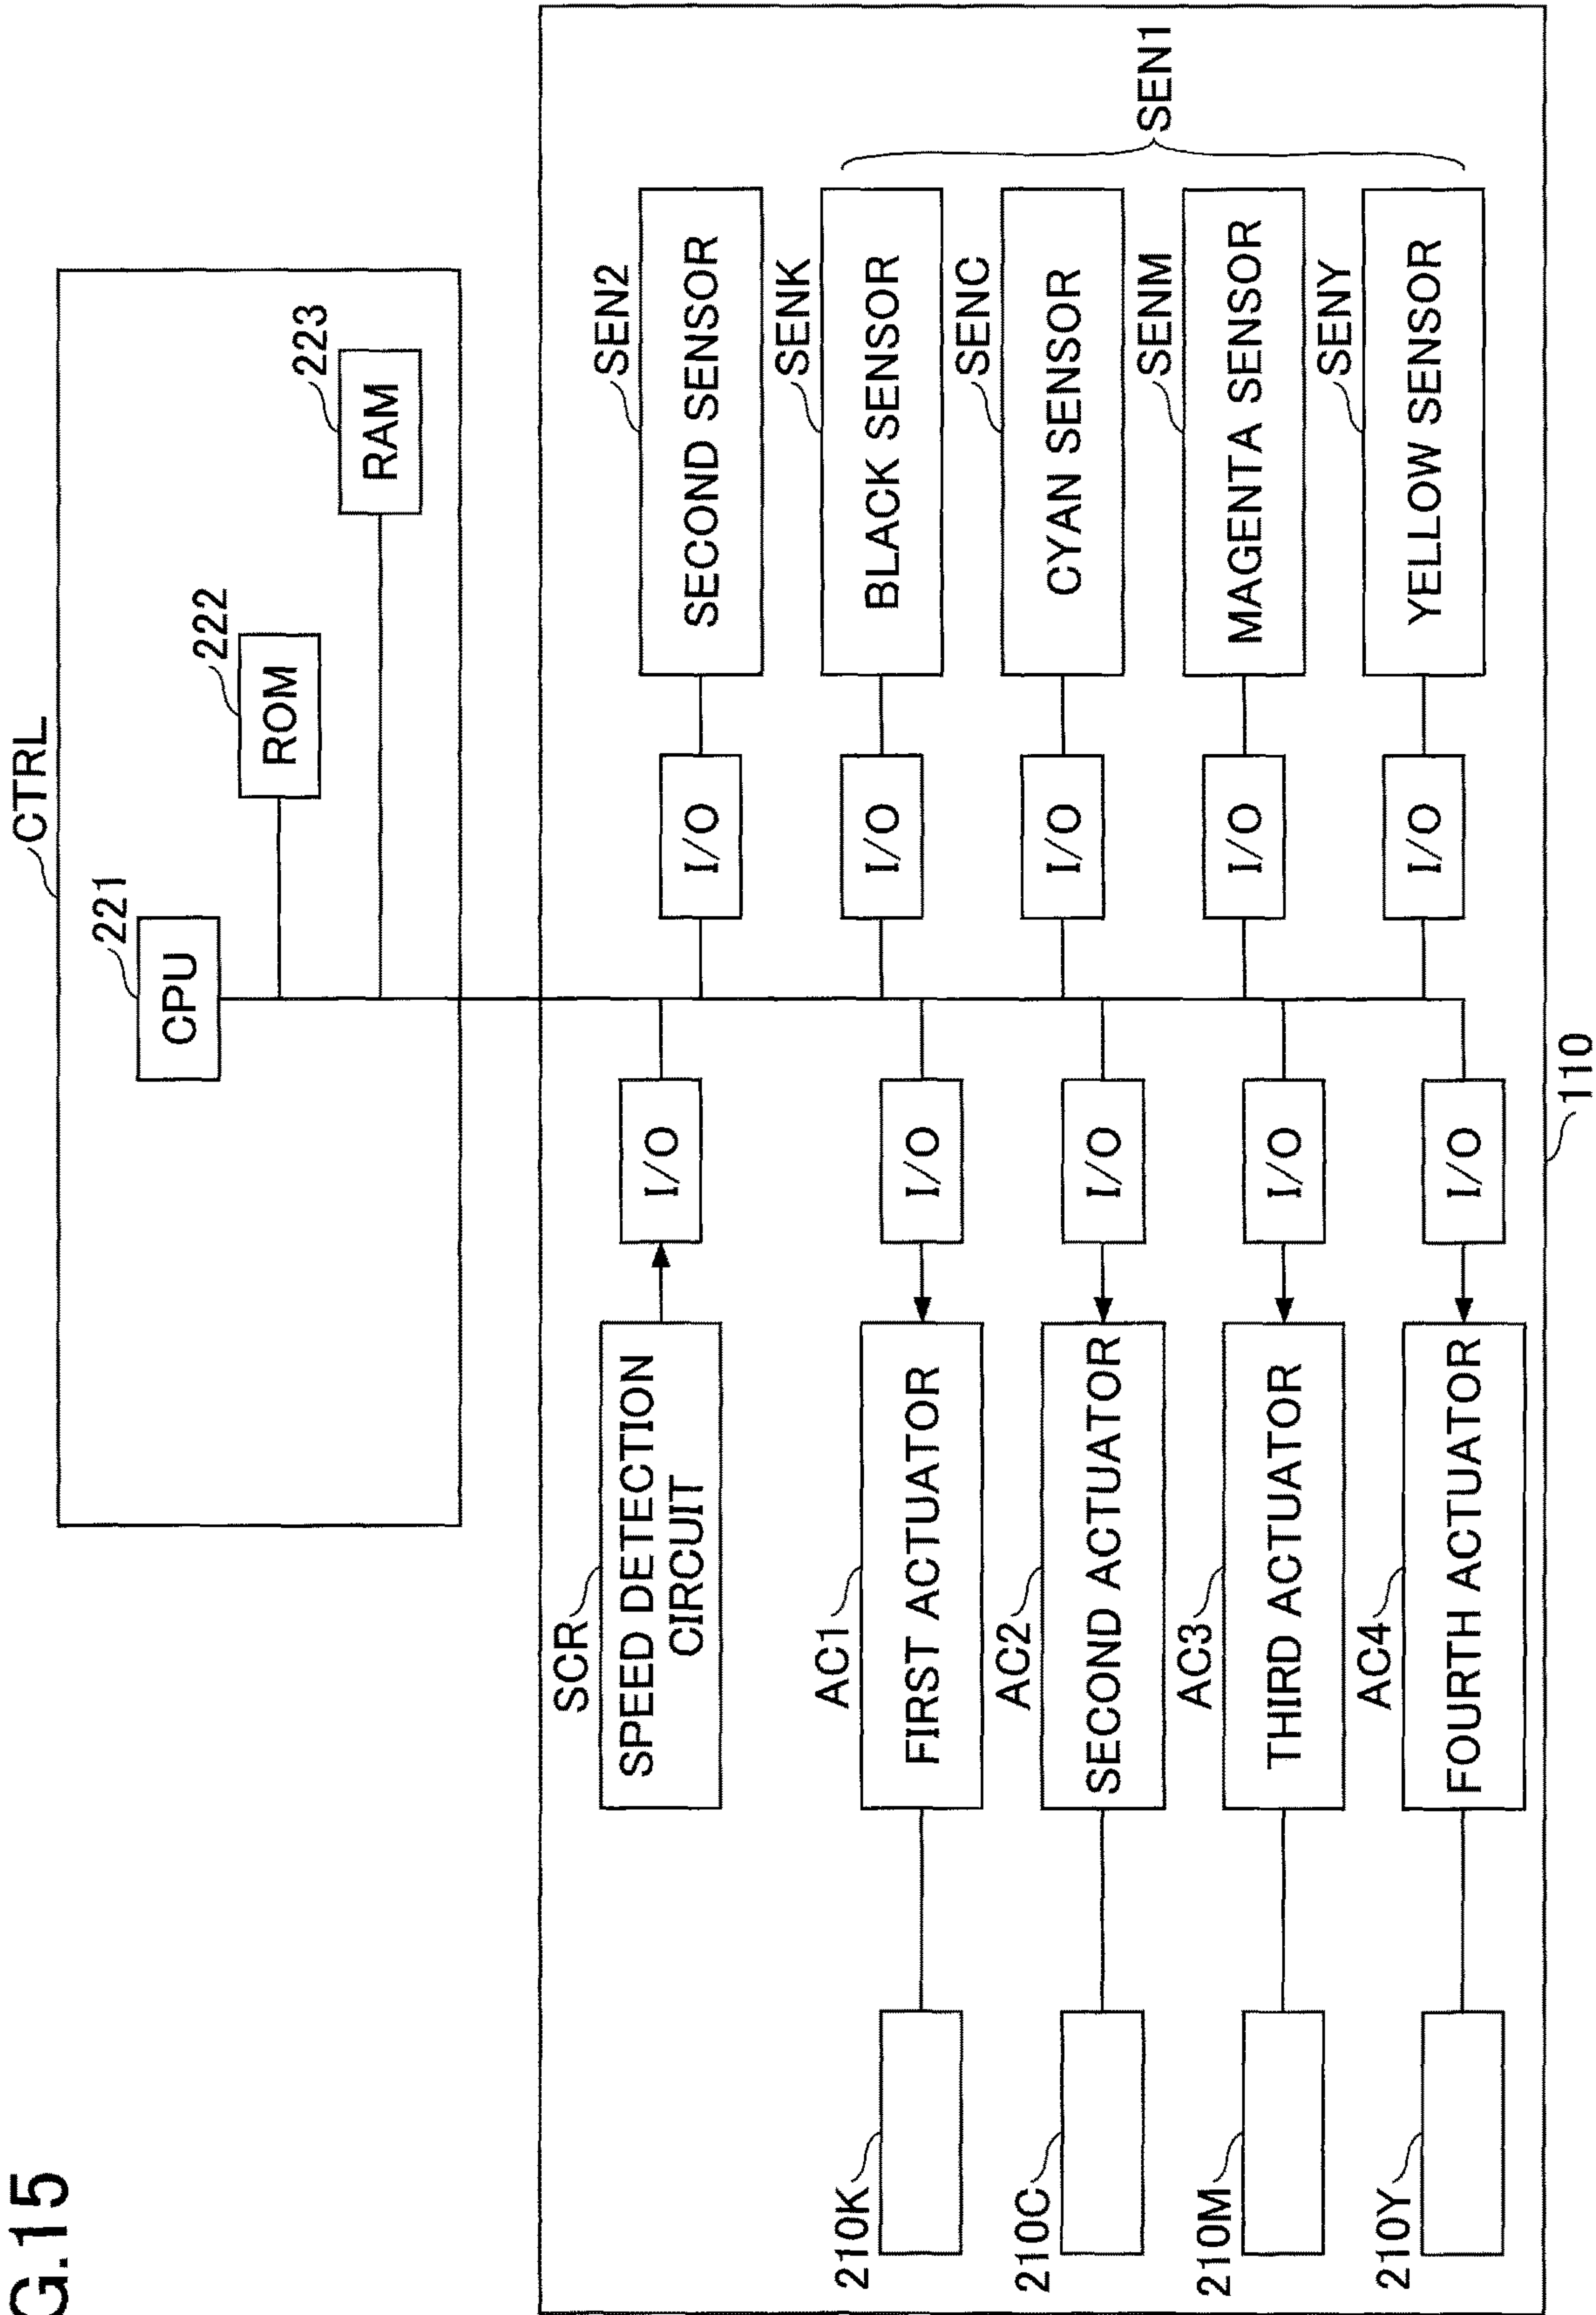 G.15
CTRL
221
CPU
222
ROM
223
RAM
SCR
SPEED DETECTION
CIRCUIT
I/O
I/O
SEN2
SECOND SENSOR
210K
AC1
FIRST ACTUATOR
I/O
I/O
SENK
BLACK SENSOR
210C
AC2
SECOND ACTUATOR
I/O
I/O
SENC
CYAN SENSOR
SEN1
210M
AC3
THIRD ACTUATOR
I/O
I/O
SENM
MAGENTA SENSOR
210Y
AC4
FOURTH ACTUATOR
I/O
I/O
SENY
YELLOW SENSOR
110